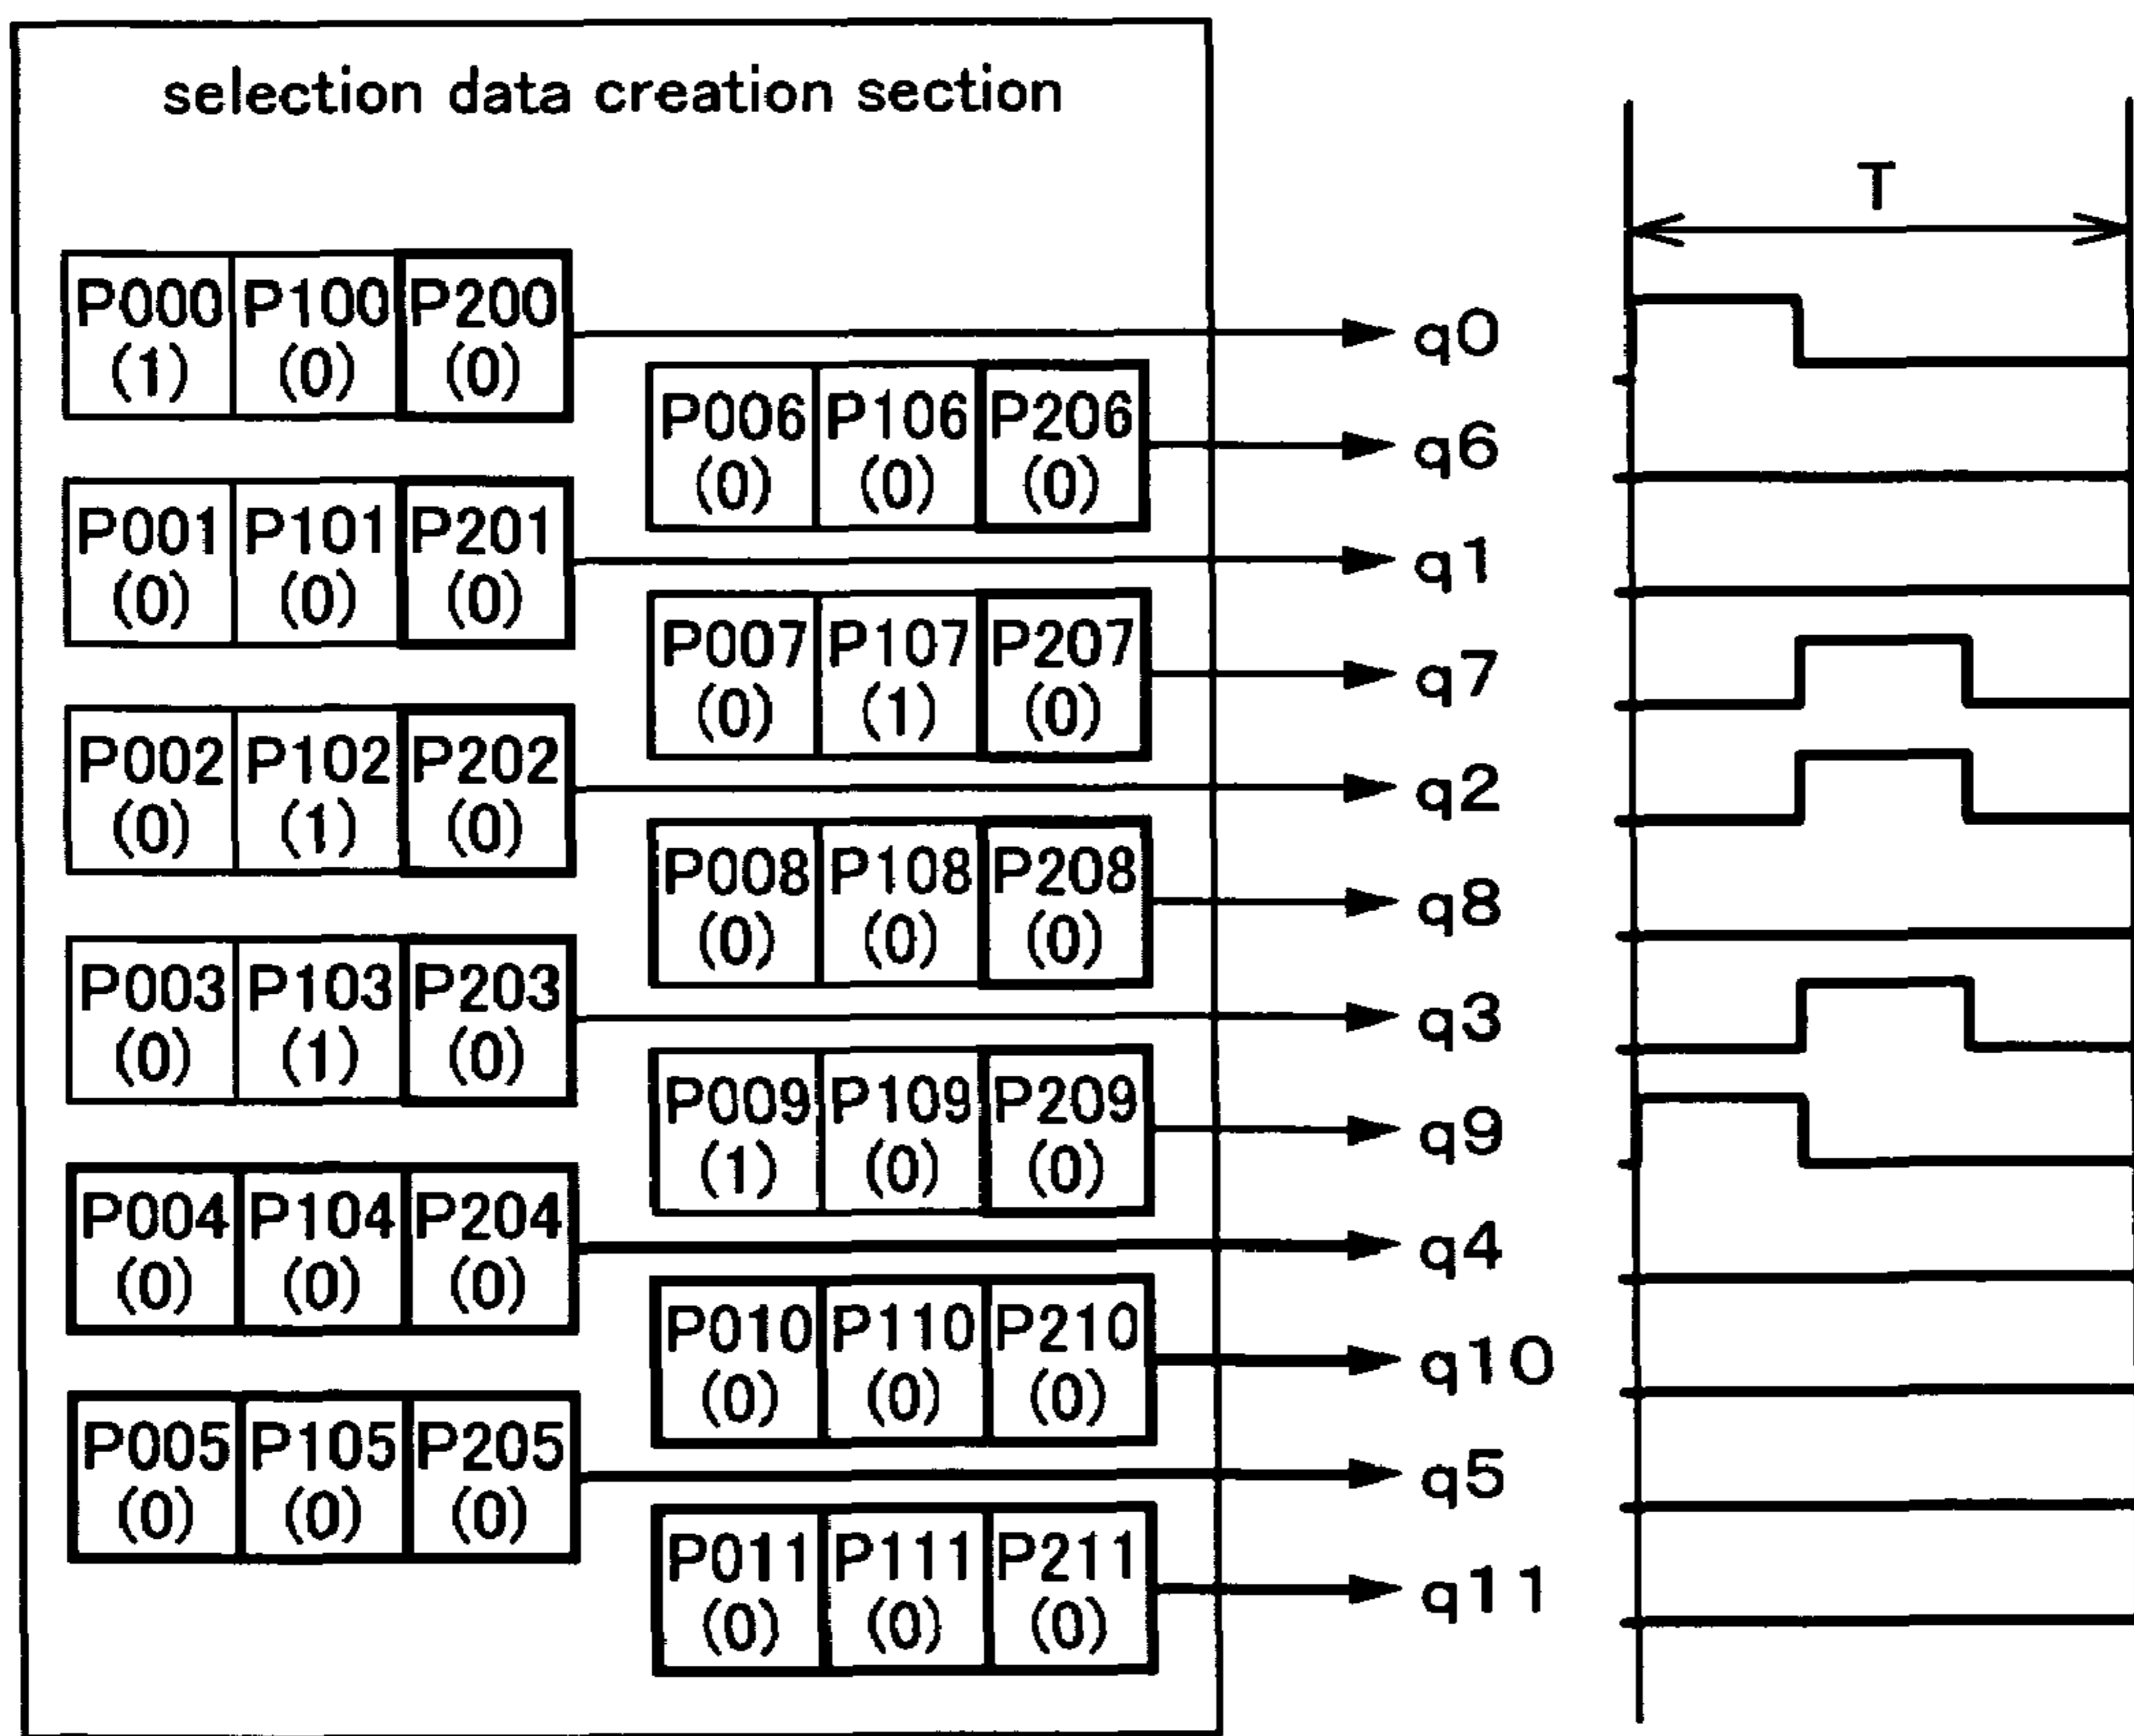 selection data creation section
T
P000 P100 P200
(1) (0) (0)
q0
P006 P106 P206
(0) (0) (0)
q6
P001 P101 P201
(0) (0) (0)
q1
P007 P107 P207
(0) (1) (0)
q7
P002 P102 P202
(0) (1) (0)
q2
P008 P108 P208
(0) (0) (0)
q8
P003 P103 P203
(0) (1) (0)
q3
P009 P109 P209
(1) (0) (0)
q9
P004 P104 P204
(0) (0) (0)
q4
P010 P110 P210
(0) (0) (0)
q10
P005 P105 P205
(0) (0) (0)
q5
P011 P111 P211
(0) (0) (0)
q11